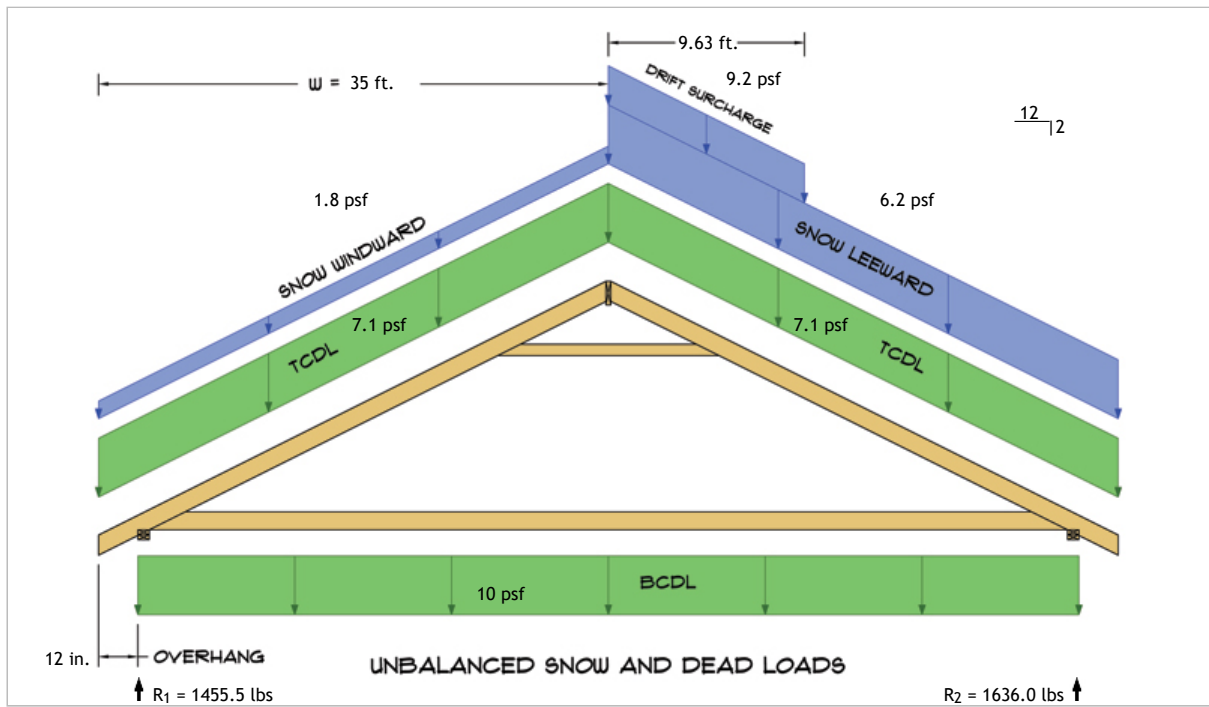 9.63 ft.
DRIFT SURCHARGE
9.2 psf
W = 35 ft.
12
2
1.8 psf
6.2 psf
SNOW WINDWARD
SNOW LEEWARD
7.1 psf
7.1 psf
TCDL
TCDL
BCDL
10 psf
12 in.
OVERHANG
UNBALANCED SNOW AND DEAD LOADS
R1 = 1455.5 lbs
R2 = 1636.0 lbs